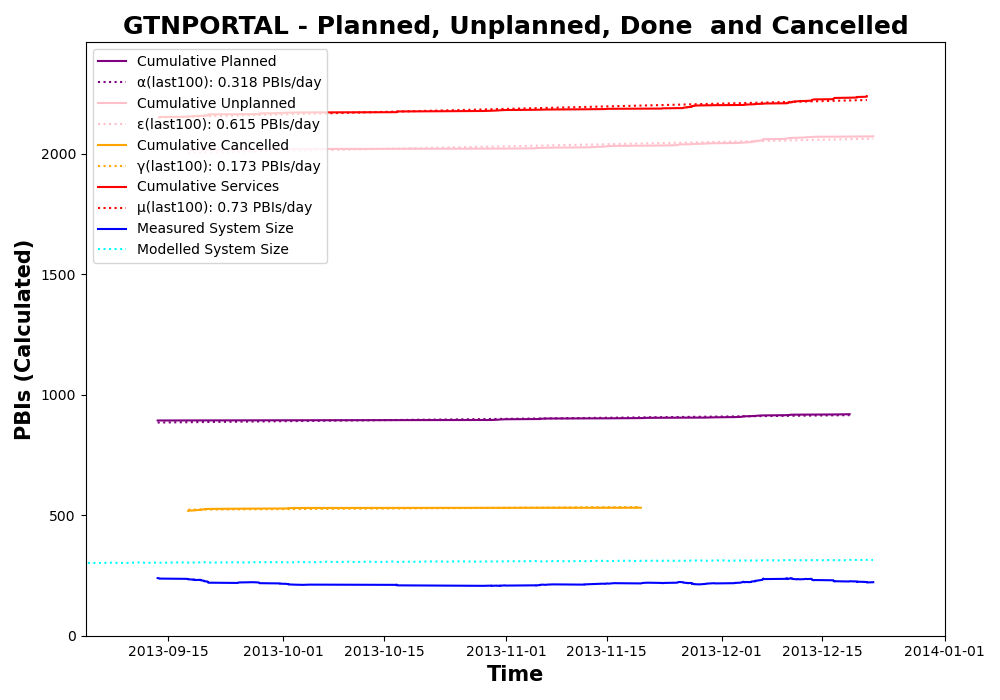 GTNPORTAL - Planned, Unplanned, Done  and Cancelled
Cumulative Planned
α(last100): 0.318 PBIs/day
Cumulative Unplanned
ε(last100): 0.615 PBIs/day
Cumulative Cancelled
γ(last100): 0.173 PBIs/day
Cumulative Services
μ(last100): 0.73 PBIs/day
Measured System Size
Modelled System Size
PBIs (Calculated)
2000
1500
1000
500
0
2013-09-15 2013-10-01 2013-10-15 2013-11-01 2013-11-15 2013-12-01 2013-12-15 2014-01-01
Time